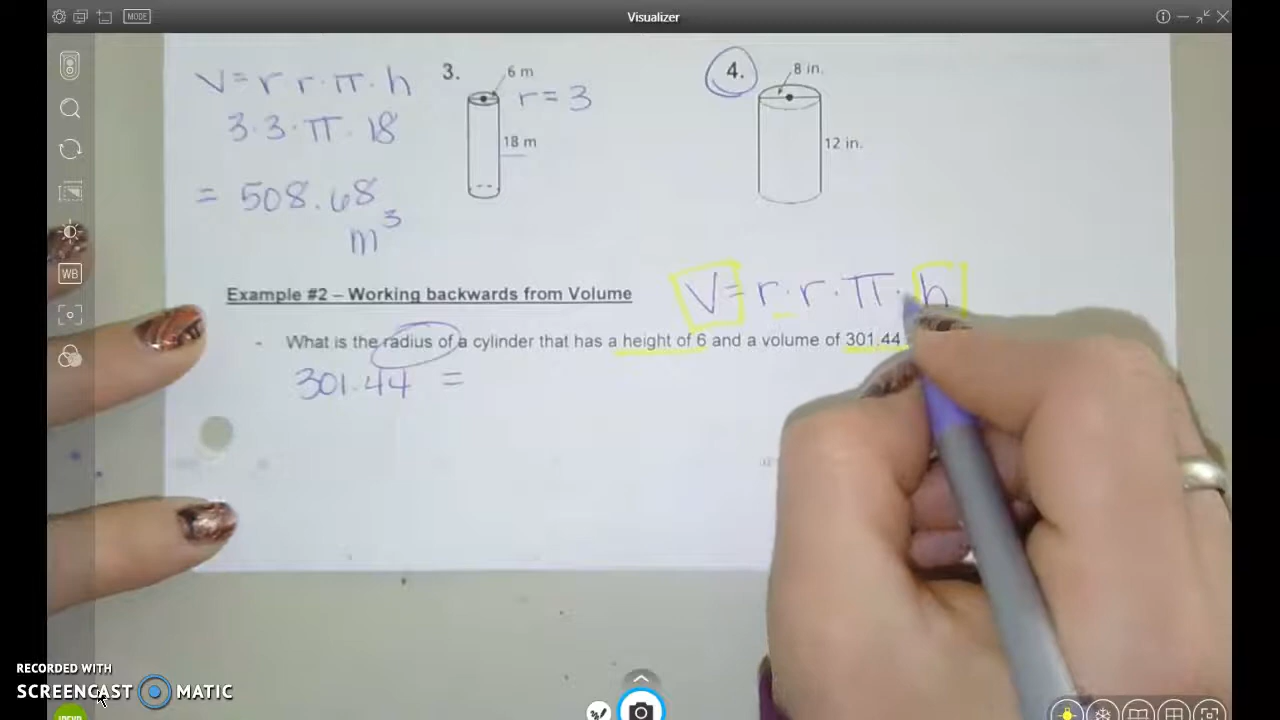 Visualizer
MODE
WB
V = r r · π · h
3 · 3 · π · 18
= 508.68
m³
3.
6 m
r = 3
18 m
4.
8 in.
12 in.
Example #2 – Working backwards from Volume
V = r · r · π · h
- What is the radius of a cylinder that has a height of 6 and a volume of 301.44
301.44 =
RECORDED WITH
SCREENCAST MATIC